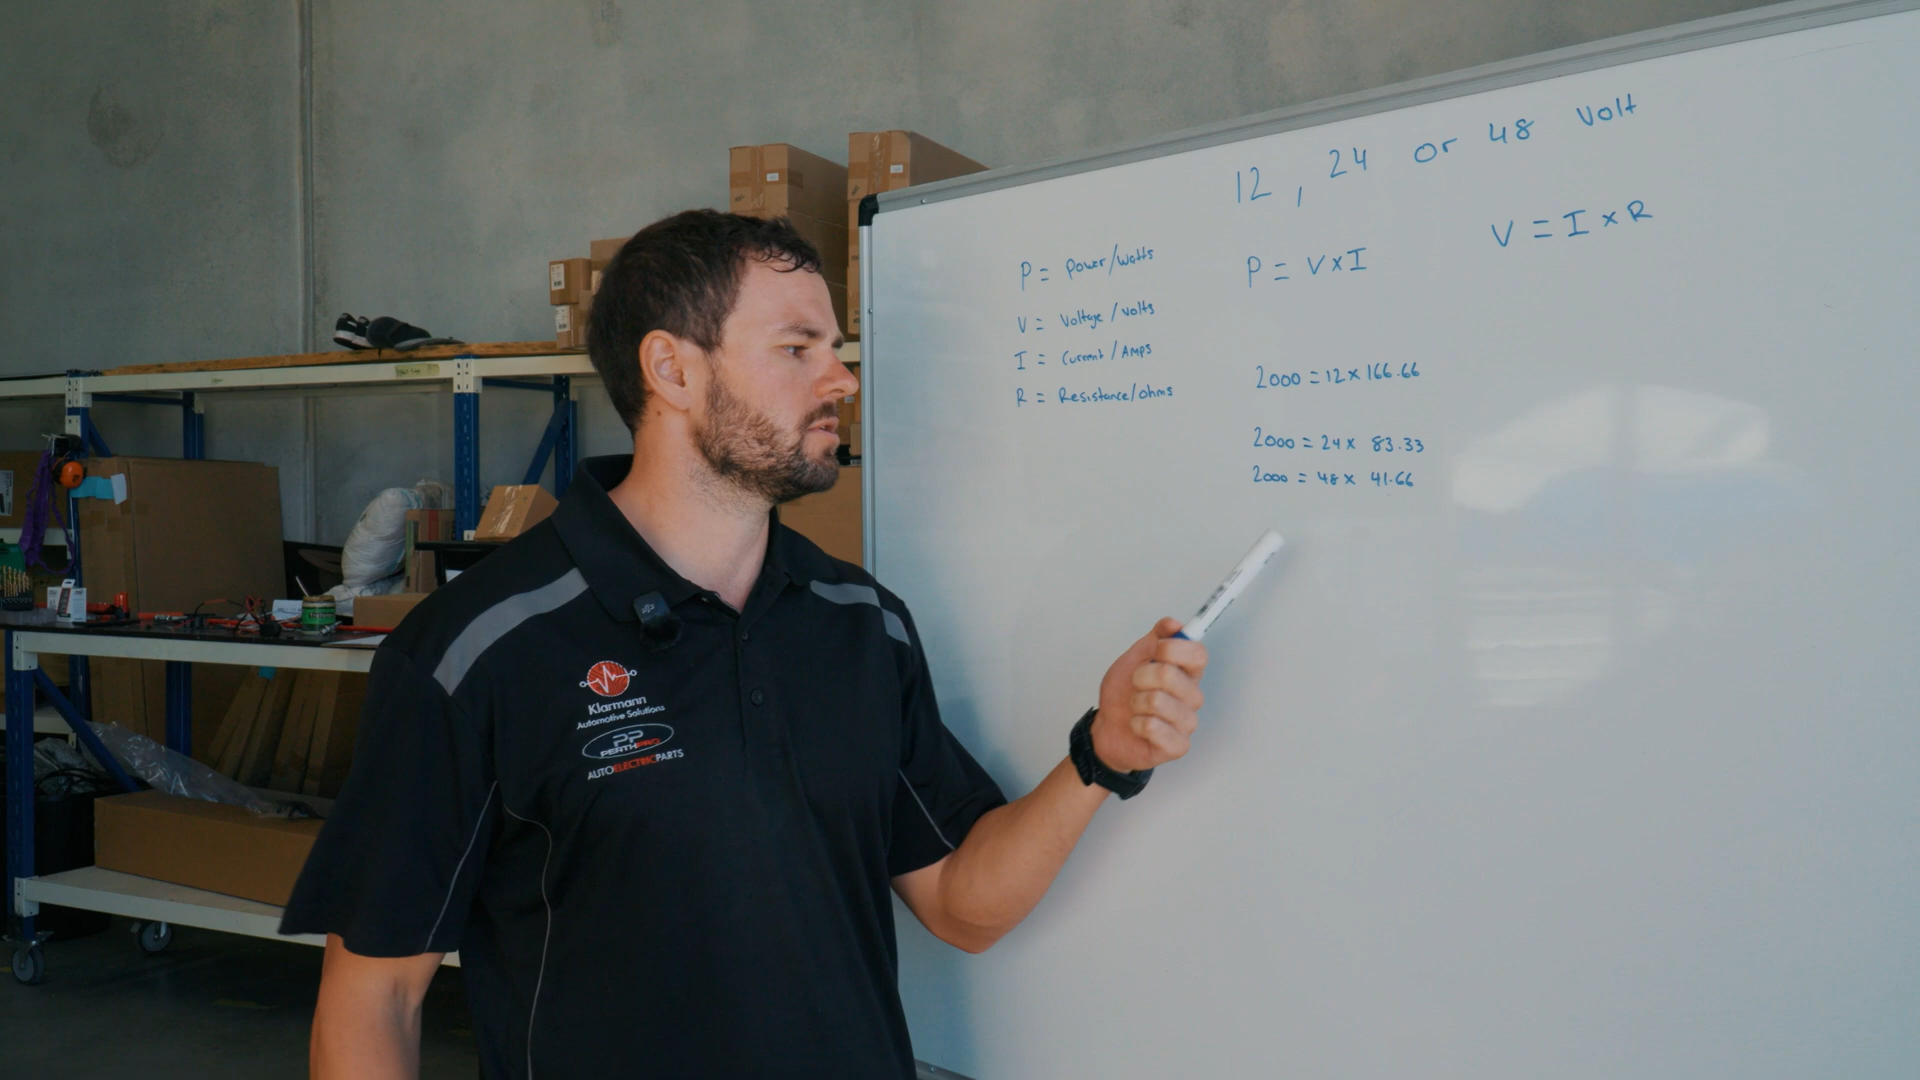 12, 24 or 48 Volt
P = Power/Watts
V = Voltage/volts
I = Current/Amps
R = Resistance/ohms
P = V x I
V = I x R
2000 = 12 x 166.66
2000 = 24 x 83.33
2000 = 48 x 41.66
Klarmann
Automotive Solutions
PP
PERTHPRO
AUTOELECTRICPARTS